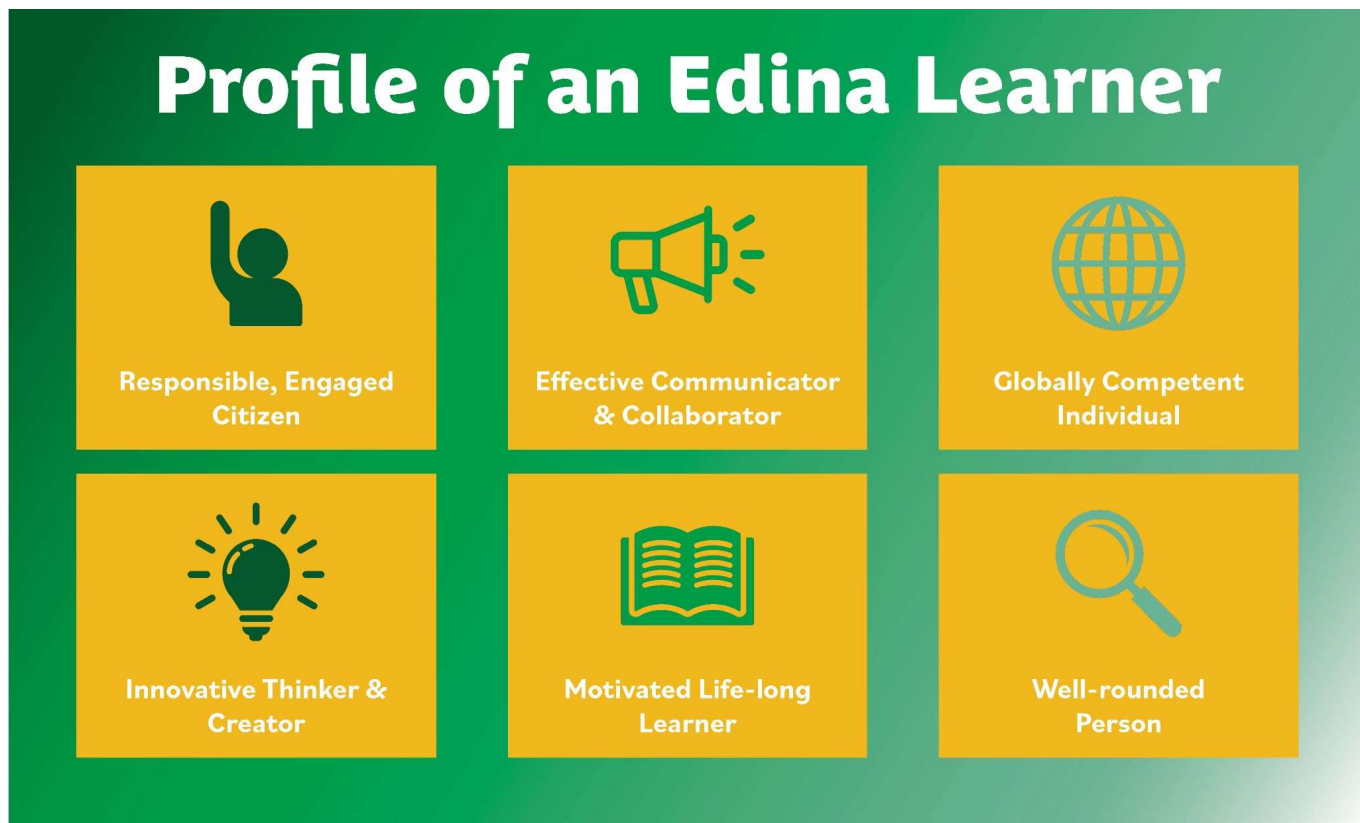 Profile of an Edina Learner
Responsible, Engaged
Citizen
Effective Communicator
& Collaborator
Globally Competent
Individual
Innovative Thinker &
Creator
Motivated Life-long
Learner
Well-rounded
Person